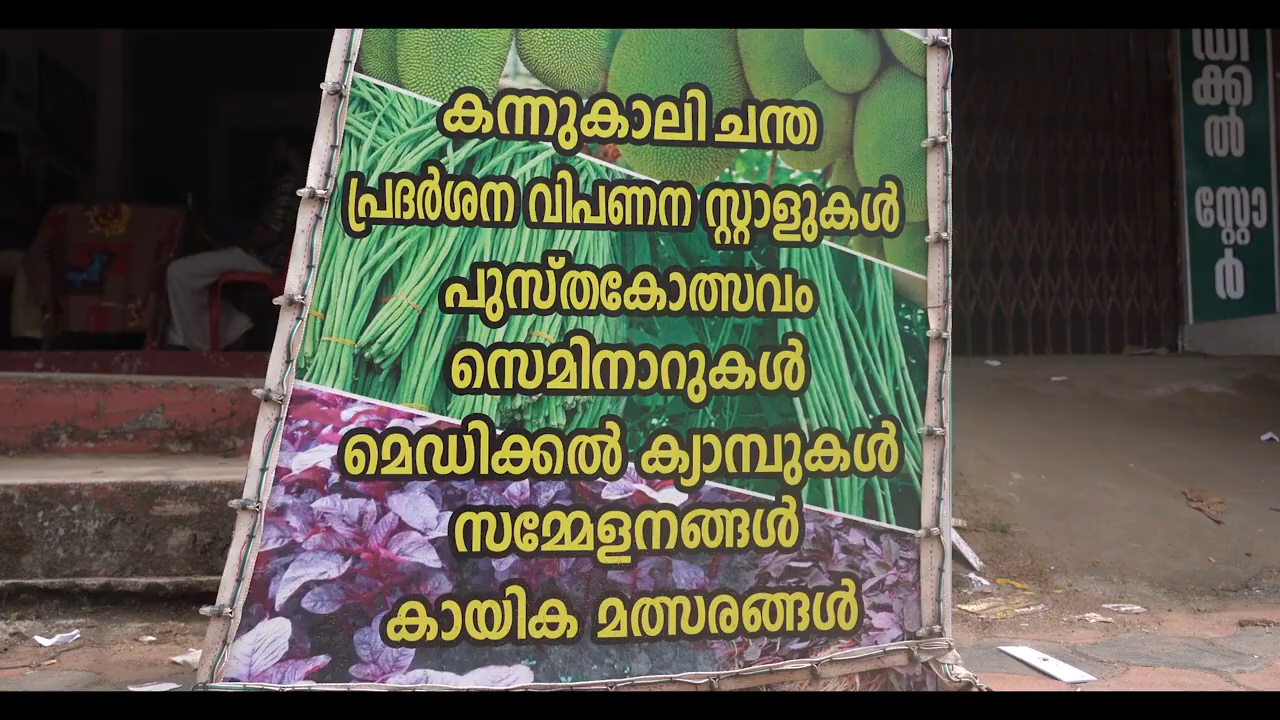 കന്നുകാലി ചന്ത
പ്രദർശന വിപണന സ്റ്റാളുകൾ
പുസ്തകോത്സവം
സെമിനാറുകൾ
മെഡിക്കൽ ക്യാമ്പുകൾ
സമ്മേളനങ്ങൾ
കായിക മത്സരങ്ങൾ
ഡി
ക്ക
ൽ
സ്റ്റോ
ർ